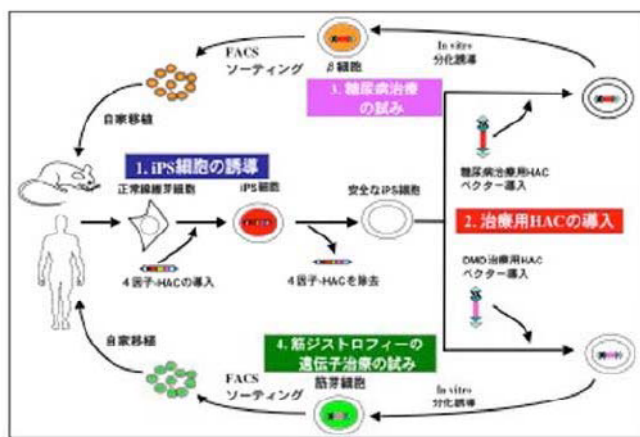 FACS
ソーティング
β細胞
In vitro
分化誘導
3. 糖尿病治療
の試み
自家移植
1. iPS細胞の誘導
正常線維芽細胞
iPS細胞
安全なiPS細胞
糖尿病治療用HAC
ベクター導入
2. 治療用HACの導入
4因子-HACの導入
4因子-HACを除去
DMD治療用HAC
ベクター導入
自家移植
4. 筋ジストロフィーの
遺伝子治療の試み
筋芽細胞
FACS
ソーティング
In vitro
分化誘導